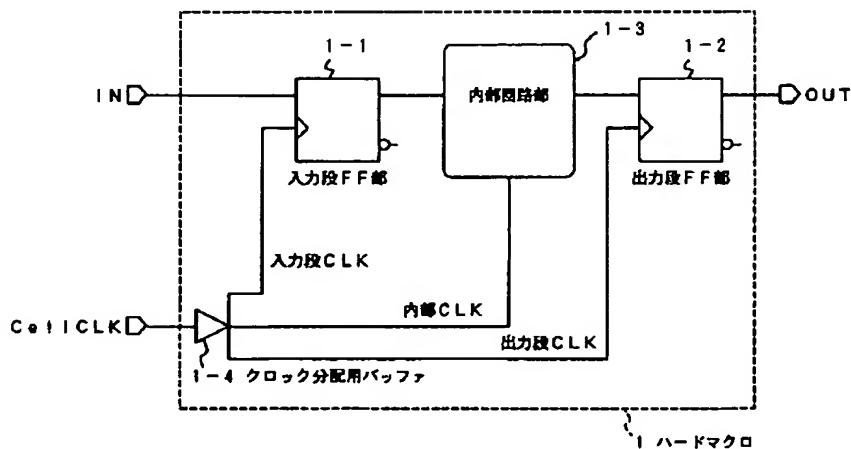 1-1
1-3
1-2
IN
内部回路部
OUT
入力段FF部
出力段FF部
入力段CLK
内部CLK
CellCLK
出力段CLK
1-4 クロック分配用バッファ
1 ハードマクロ